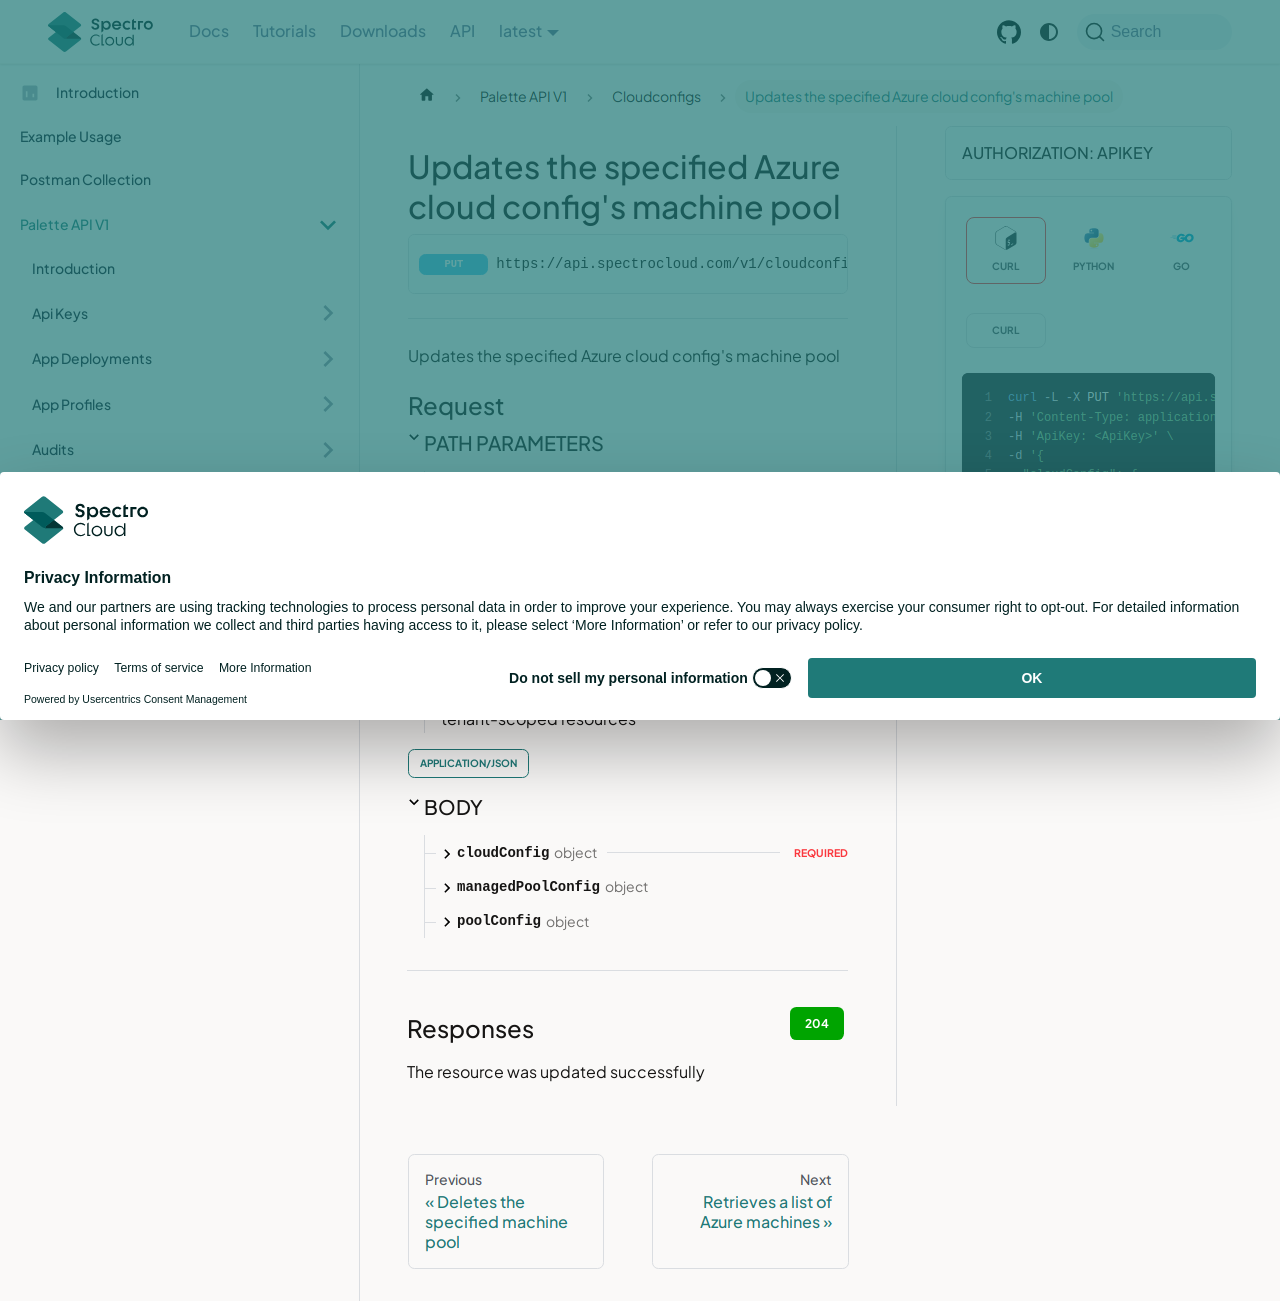 Spectro Cloud
Docs
Tutorials
Downloads
API
latest
Search
Introduction
Example Usage
Postman Collection
Palette API V1
Introduction
Api Keys
App Deployments
App Profiles
Audits
Palette API V1
Cloudconfigs
Updates the specified Azure cloud config's machine pool
Updates the specified Azure
cloud config's machine pool
PUT https://api.spectrocloud.com/v1/cloudconfi
Updates the specified Azure cloud config's machine pool
Request
PATH PARAMETERS
AUTHORIZATION: APIKEY
CURL
PYTHON
GO
CURL
1 curl -L -X PUT 'https://api.s
2 -H 'Content-Type: application
3 -H 'ApiKey: <ApiKey>' \
4 -d '{
Spectro
Cloud
Privacy Information
We and our partners are using tracking technologies to process personal data in order to improve your experience. You may always exercise your consumer right to opt-out. For detailed information
about personal information we collect and third parties having access to it, please select ‘More Information’ or refer to our privacy policy.
Privacy policy
Terms of service
More Information
Do not sell my personal information
OK
Powered by Usercentrics Consent Management
tenant-scoped resources
APPLICATION/JSON
BODY
cloudConfig object
REQUIRED
managedPoolConfig object
poolConfig object
Responses
204
The resource was updated successfully
Previous
« Deletes the
specified machine
pool
Next
Retrieves a list of
Azure machines »